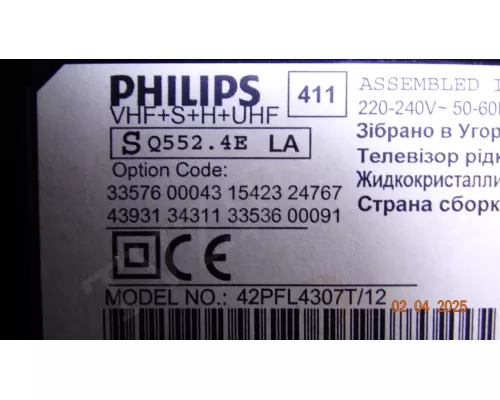 PHILIPS 411 ASSEMBLED
VHF+S+H+UHF 220-240V~ 50-60
S Q552.4E LA Зібрано в Угор
Option Code: Телевізор рідк
33576 00043 15423 24767 Жидкокристалли
43931 34311 33536 00091 Страна сборк
CE
MODEL NO.: 42PFL4307T/12
02 04 2025